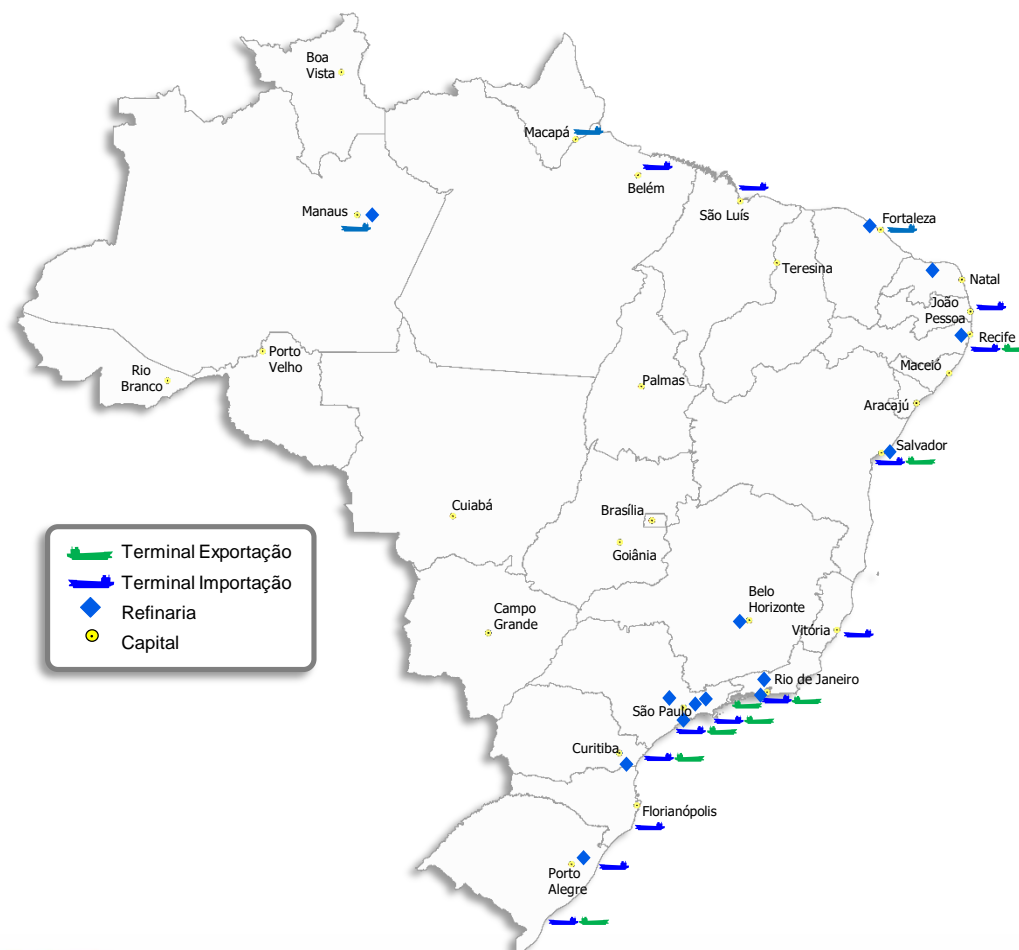 Boa
Vista
Macapá
Belém
São Luís
Manaus
Fortaleza
Teresina
Natal
João
Pessoa
Recife
Porto
Velho
Rio
Branco
Palmas
Maceió
Aracajú
Salvador
Cuiabá
Brasília
Goiânia
Terminal Exportação
Terminal Importação
Refinaria
Capital
Campo
Grande
Belo
Horizonte
Vitória
Rio de Janeiro
São Paulo
Curitiba
Florianópolis
Porto
Alegre